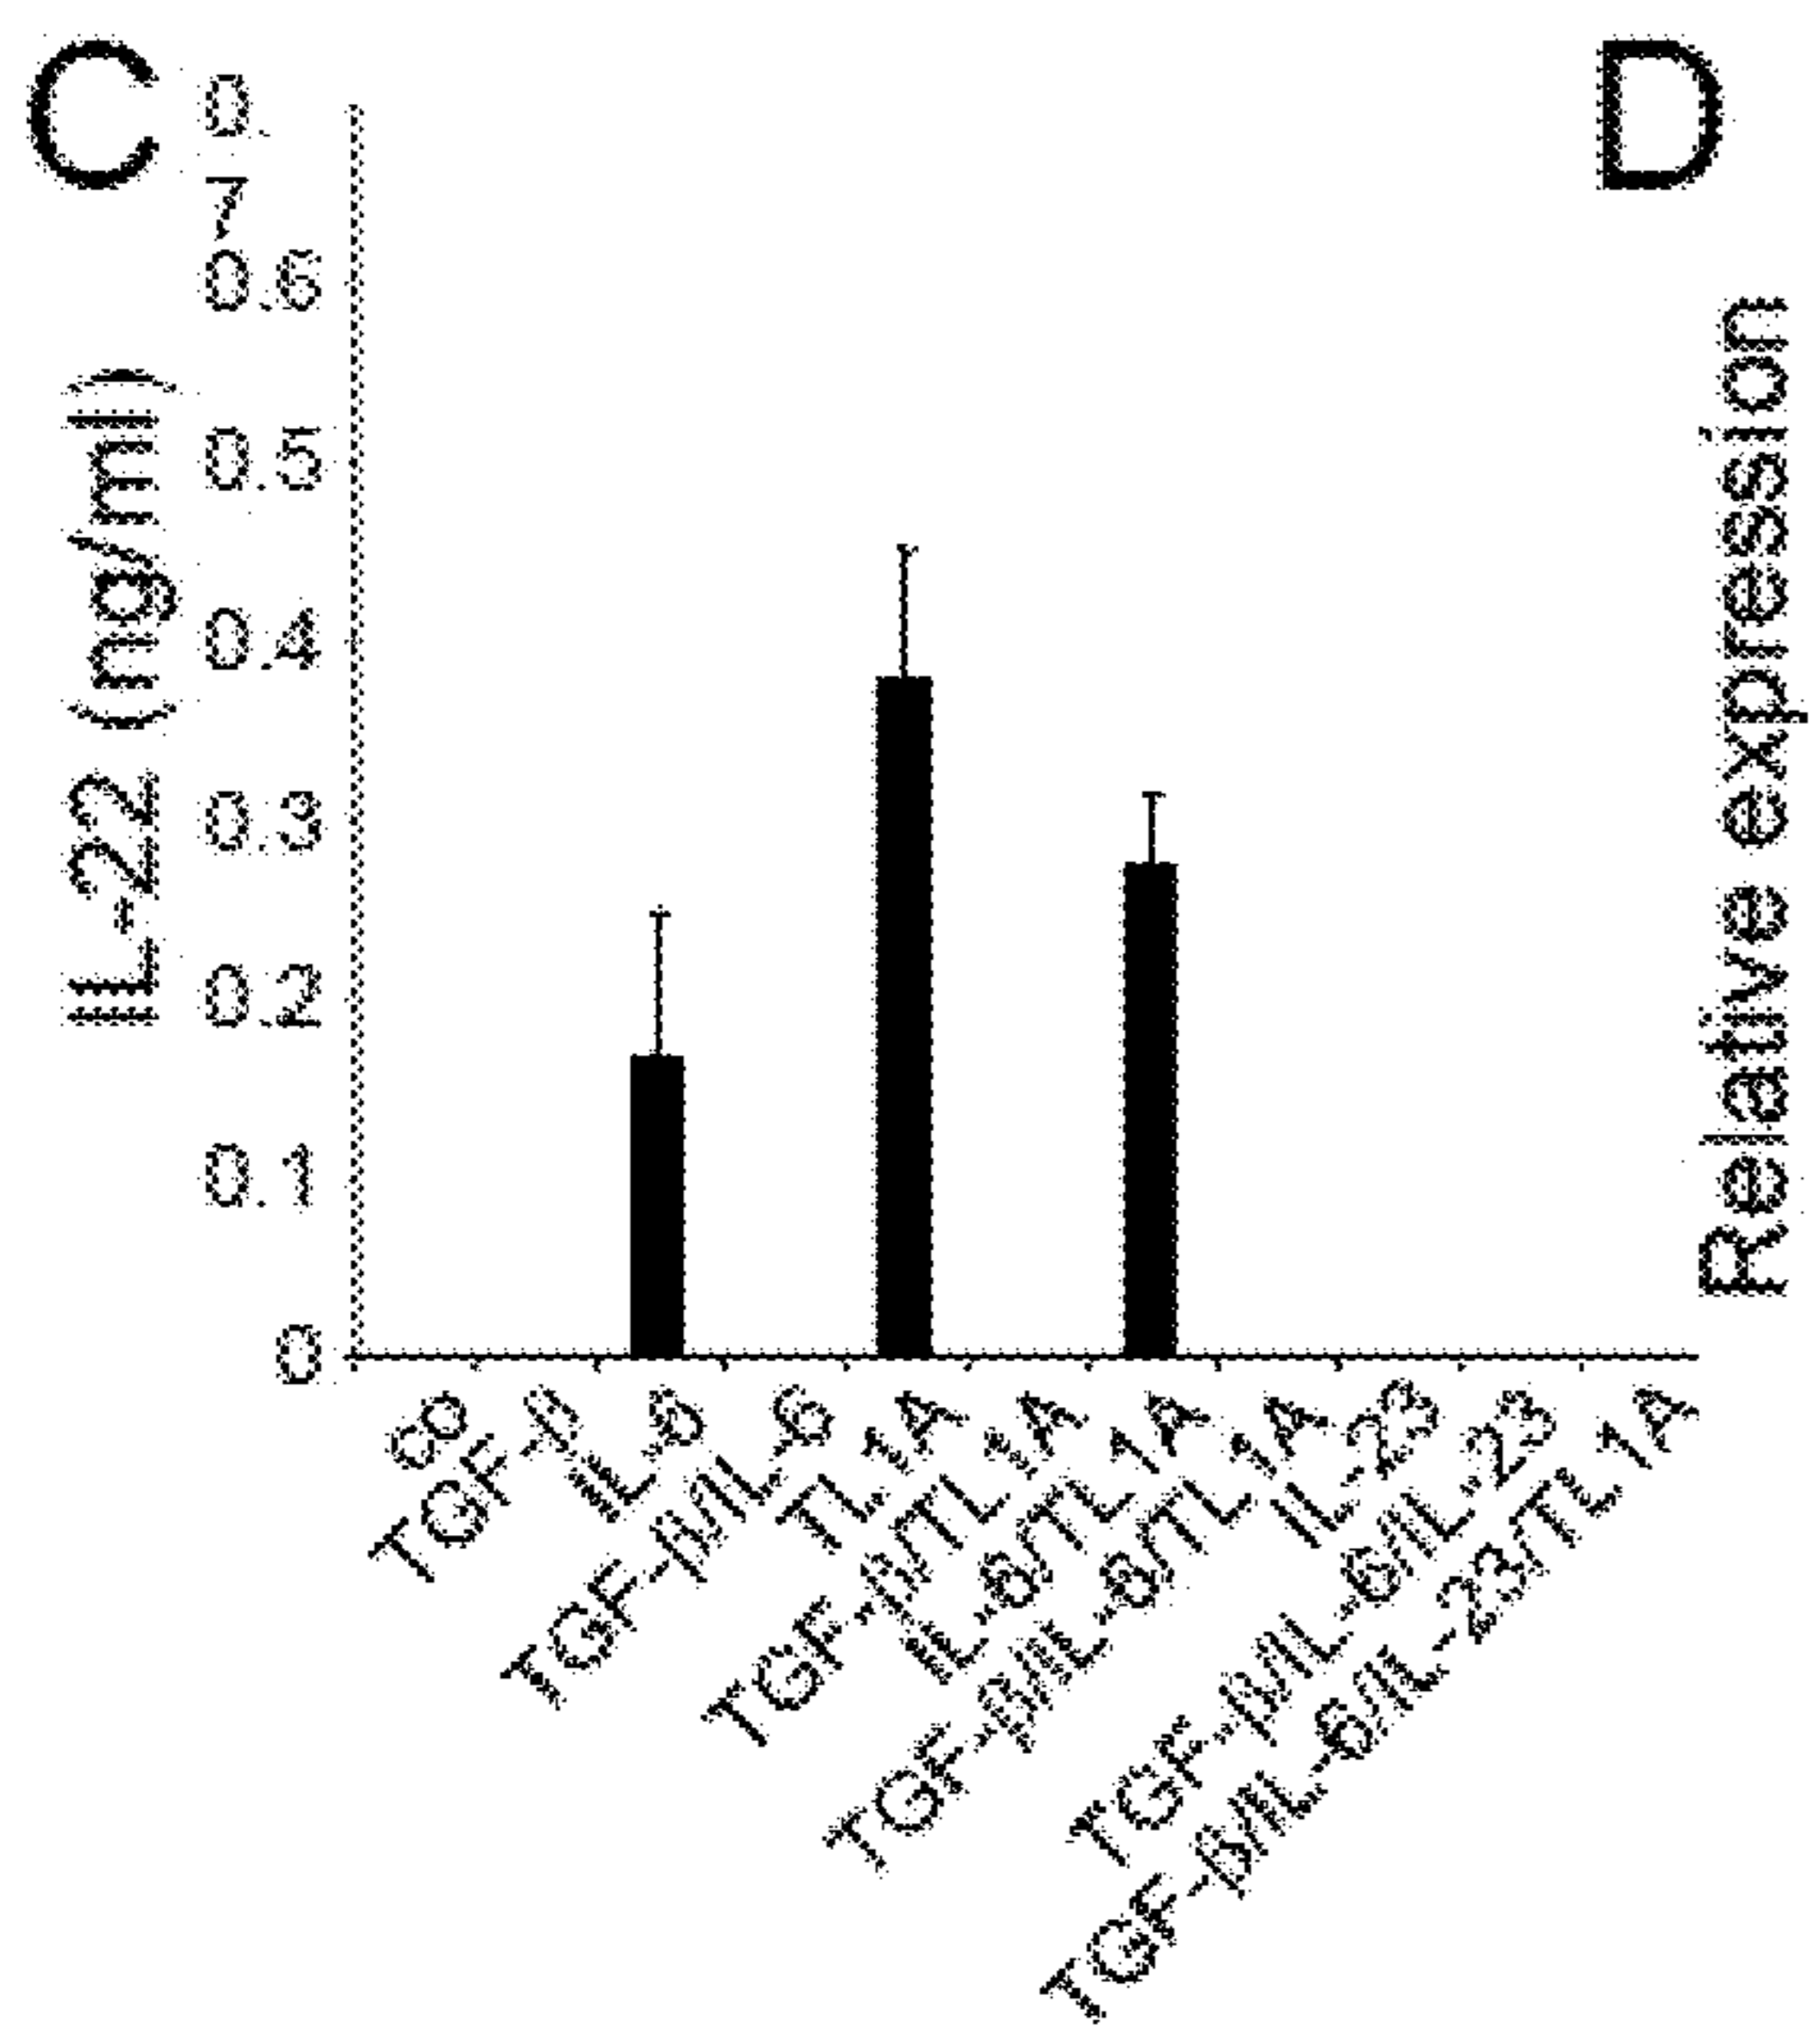 C
D
IL-22 (ng/ml)
0.
7
0.6
0.5
0.4
0.3
0.2
0.1
0
co
TGF-β
IL-6
TGF-β/IL-6
TL1A
TGF-β/TL1A
IL-6/TL1A
TGF-β/IL-6/TL1A
IL-23
TGF-β/IL-6/IL-23
TGF-β/IL-6/IL-23/TL1A
Relative expression